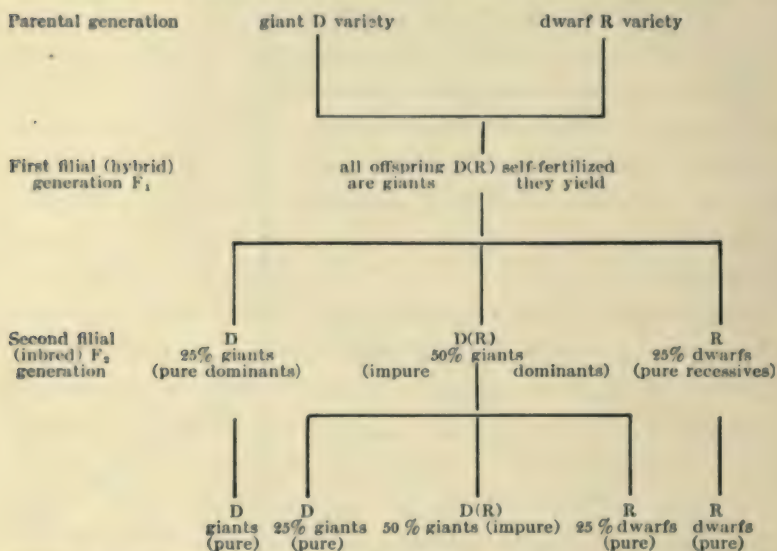 Parental generation giant D variety dwarf R variety
First filial (hybrid) all offspring D(R) self-fertilized
generation F₁ are giants they yield
Second filial D D(R) R
(inbred) F₂ 25% giants 50% giants 25% dwarfs
generation (pure dominants) (impure dominants) (pure recessives)
D D D(R) R R
giants 25% giants 50 % giants (impure) 25 % dwarfs dwarfs
(pure) (pure) (pure) (pure)